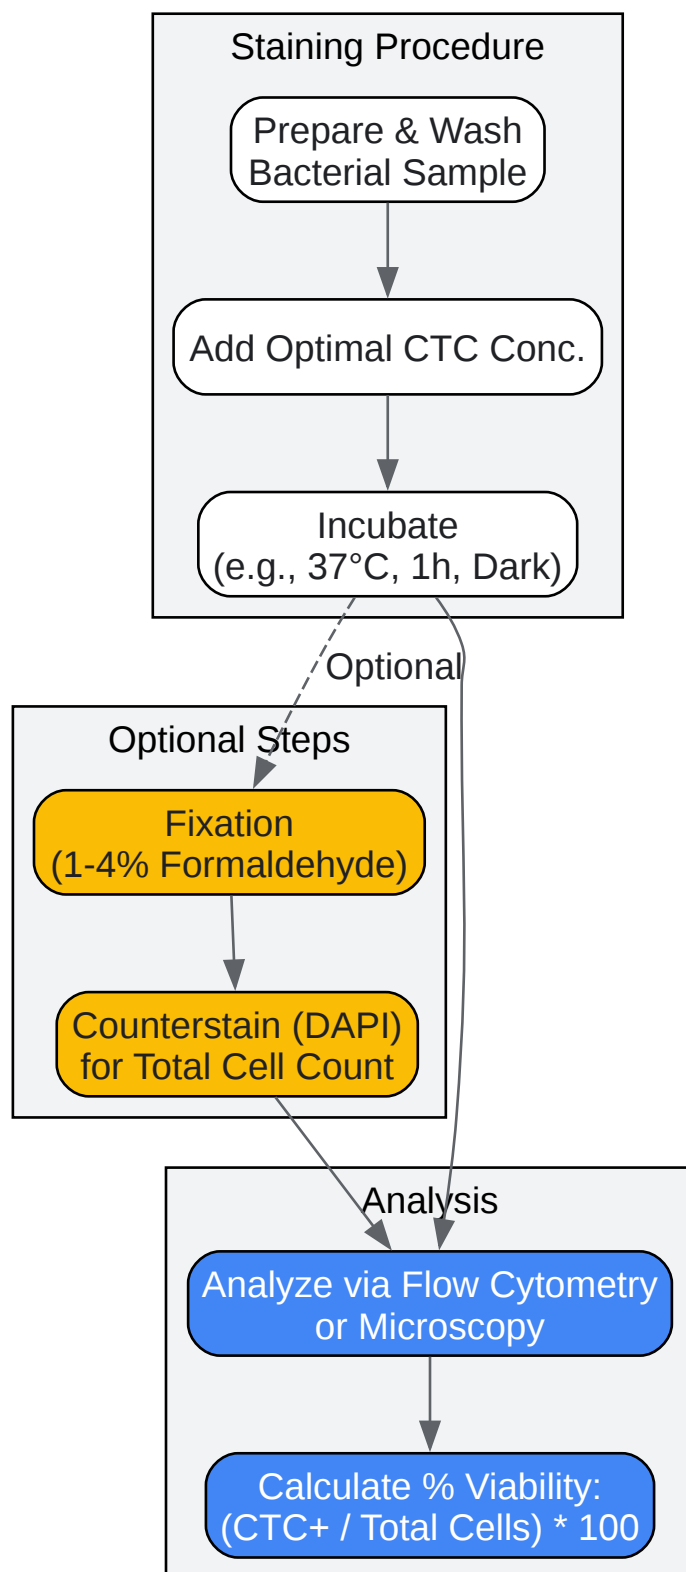 Staining Procedure
Prepare & Wash
Bacterial Sample
Add Optimal CTC Conc.
Incubate
(e.g., 37°C, 1h, Dark)
Optional
Optional Steps
Fixation
(1-4% Formaldehyde)
Counterstain (DAPI)
for Total Cell Count
Analysis
Analyze via Flow Cytometry
or Microscopy
Calculate % Viability:
(CTC+ / Total Cells) * 100